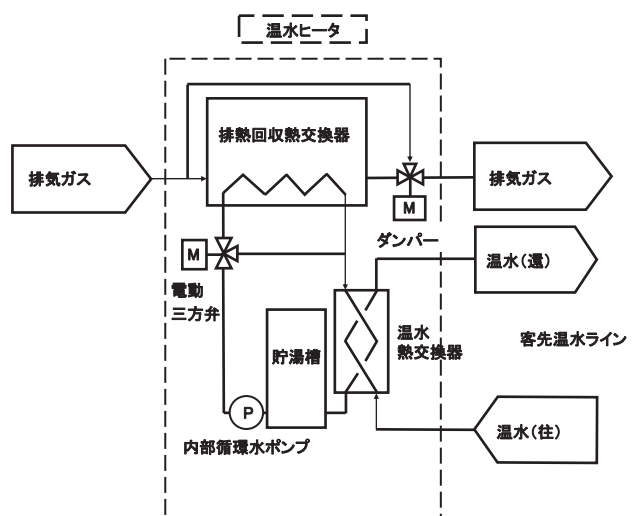 温水ヒータ
排熱回収熱交換器
排気ガス
排気ガス
M
ダンパー
M
温水(還)
電動
三方弁
温水
熱交換器
客先温水ライン
貯湯槽
P
温水(往)
内部循環水ポンプ